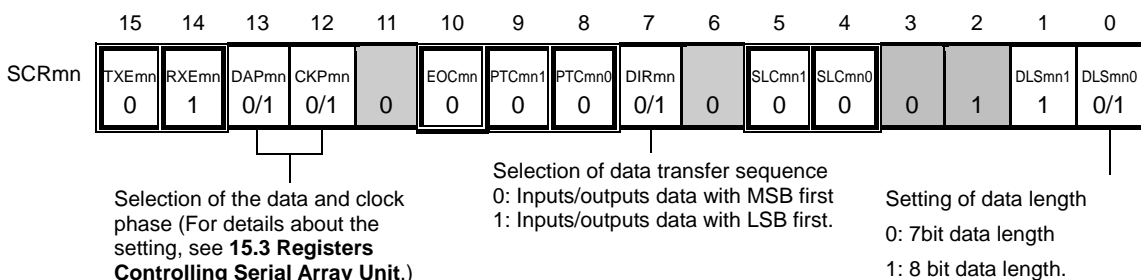 15 14 13 12 11 10 9 8 7 6 5 4 3 2 1 0
SCRmn TXEmn RXEmn DAPmn CKPmn EOCmn PTCmn1 PTCmn0 DIRmn SLCmn1 SLCmn0 DLSmn1 DLSmn0
0 1 0/1 0/1 0 0 0 0 0/1 0 0 0 0 1 1 0/1
Selection of the data and clock
phase (For details about the
setting, see 15.3 Registers
Controlling Serial Array Unit.)
Selection of data transfer sequence
0: Inputs/outputs data with MSB first
1: Inputs/outputs data with LSB first.
Setting of data length
0: 7bit data length
1: 8 bit data length.